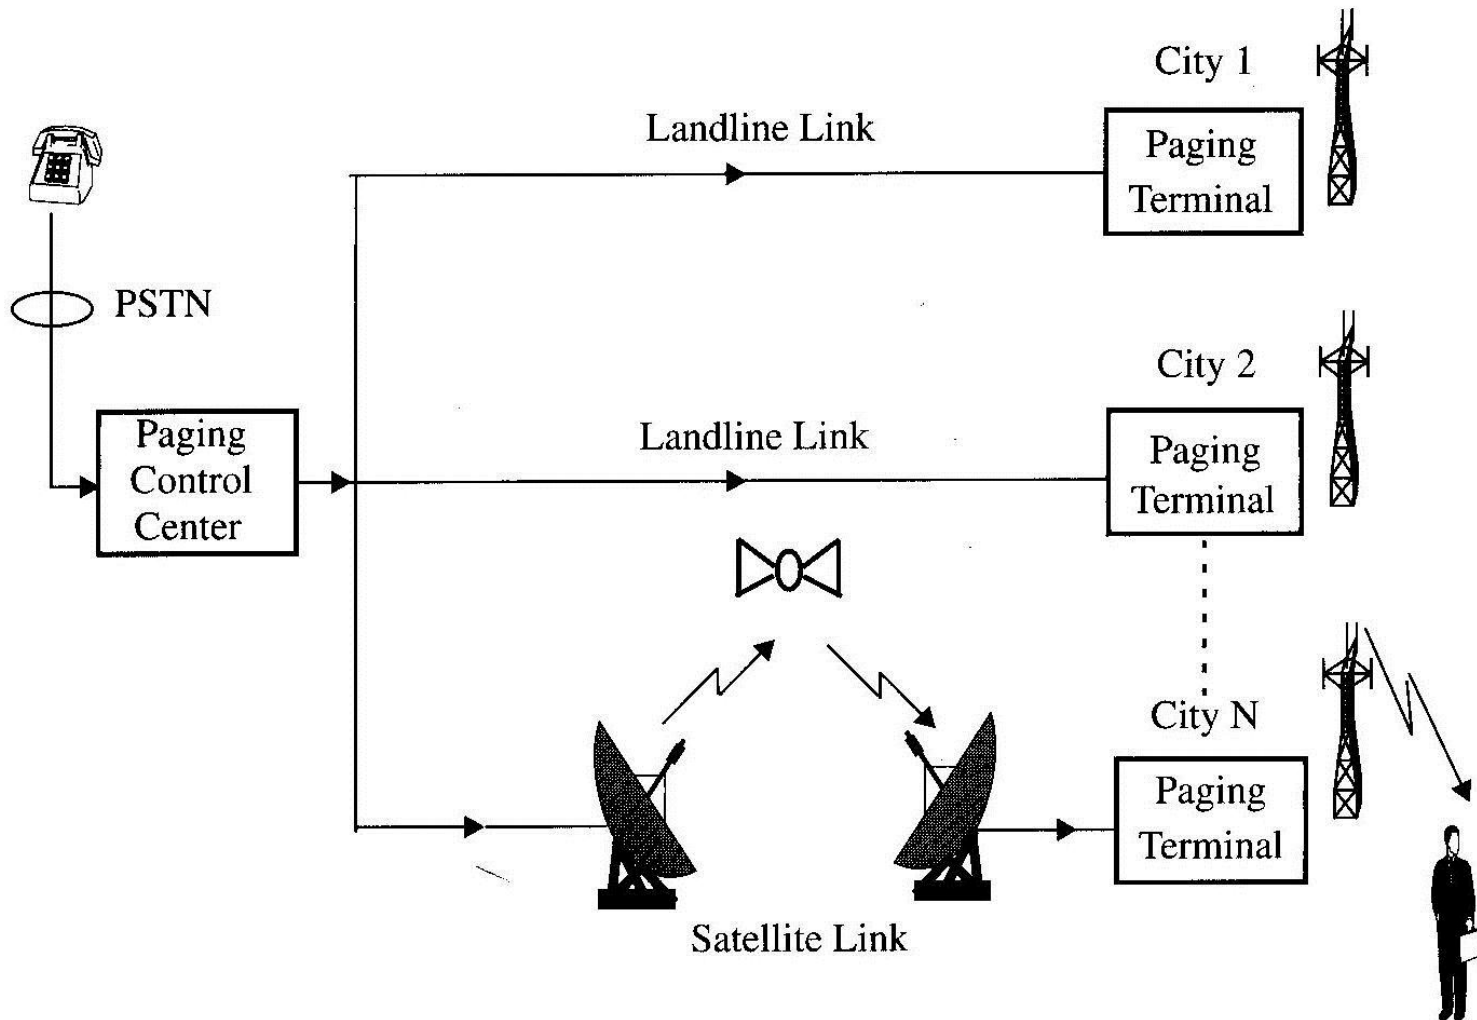 City 1
Landline Link
Paging
Terminal
PSTN
City 2
Paging
Control
Center
Landline Link
Paging
Terminal
City N
Paging
Terminal
Satellite Link